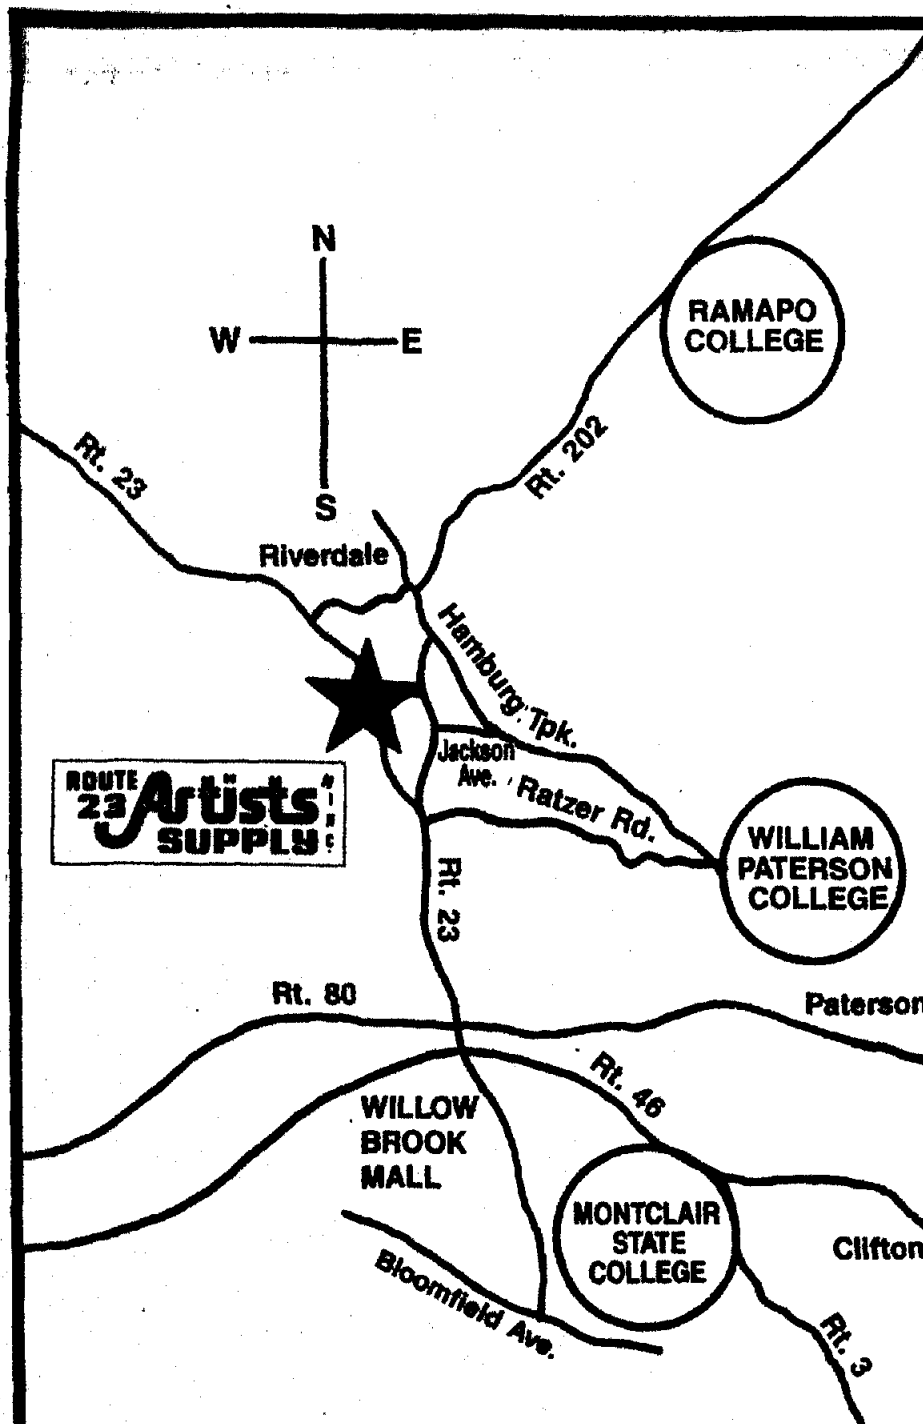 N
W
E
S
RAMAPO
COLLEGE
Rt. 202
Rt. 23
Riverdale
Hamburg Tpk.
Jackson
Ave.
Ratzer Rd.
ROUTE
23 Artists
SUPPLY
INC
WILLIAM
PATERSON
COLLEGE
Rt. 23
Rt. 80
Paterson
Rt. 46
WILLOW
BROOK
MALL
MONTCLAIR
STATE
COLLEGE
Clifton
Bloomfield Ave.
Rt. 3